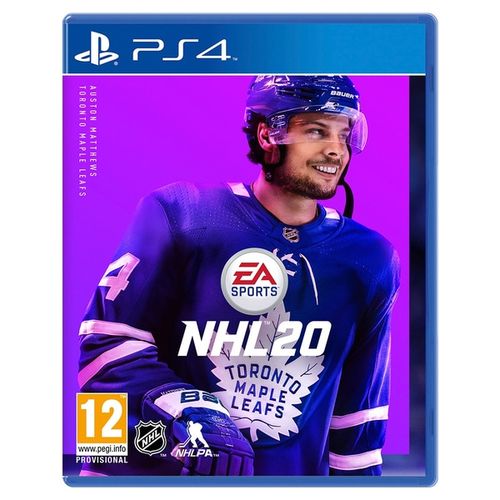 PS4
AUSTON MATTHEWS
TORONTO MAPLE LEAFS
BAUER
EA
SPORTS
NHL20
TORONTO
MAPLE
LEAFS
4
12
www.pegi.info
PROVISIONAL
NHL
NHLPA